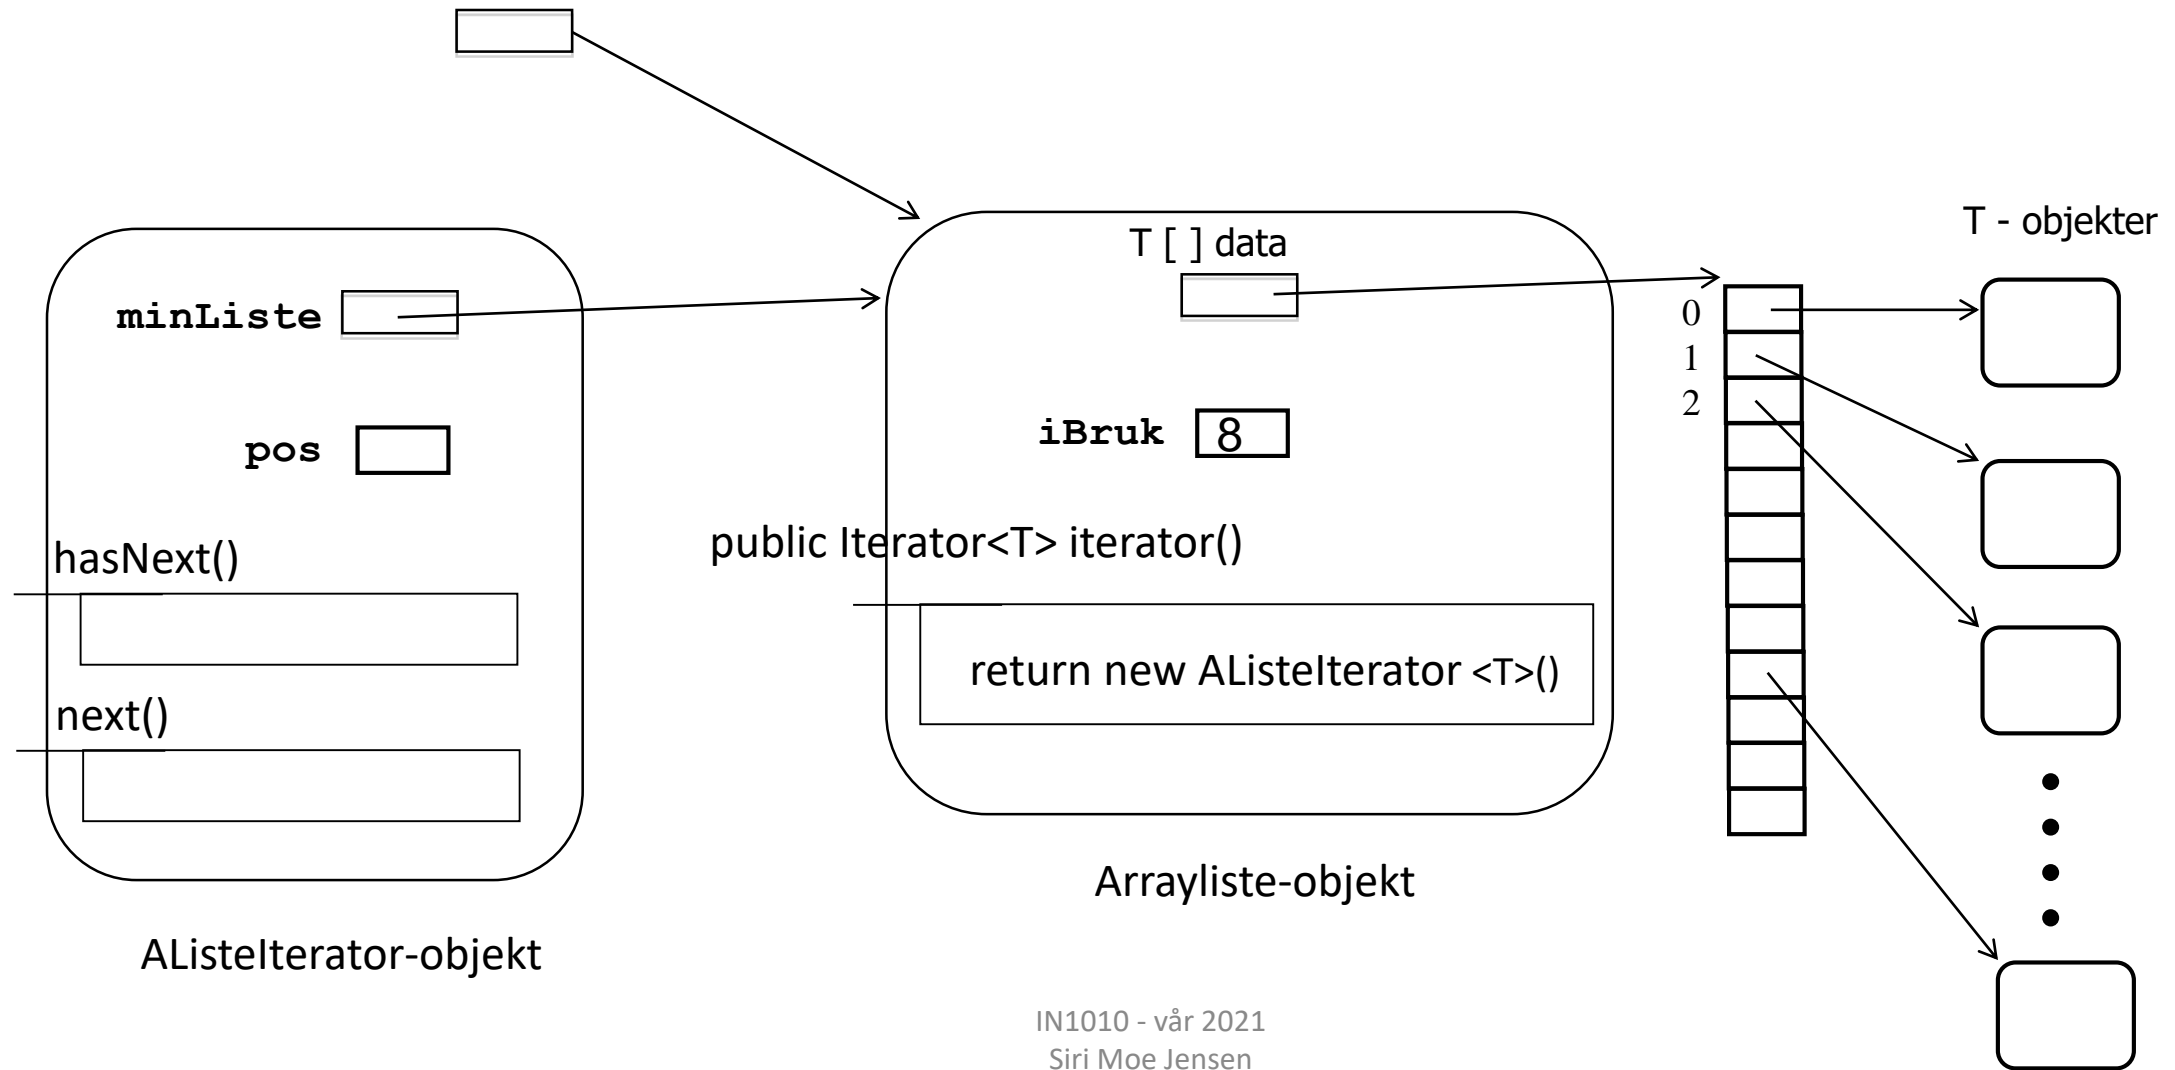 T - objekter
T [ ] data
minListe
0
1
2
iBruk 8
pos
public Iterator<T> iterator()
hasNext()
return new AListeIterator <T>()
next()
Arrayliste-objekt
AListeIterator-objekt
IN1010 - vår 2021
Siri Moe Jensen